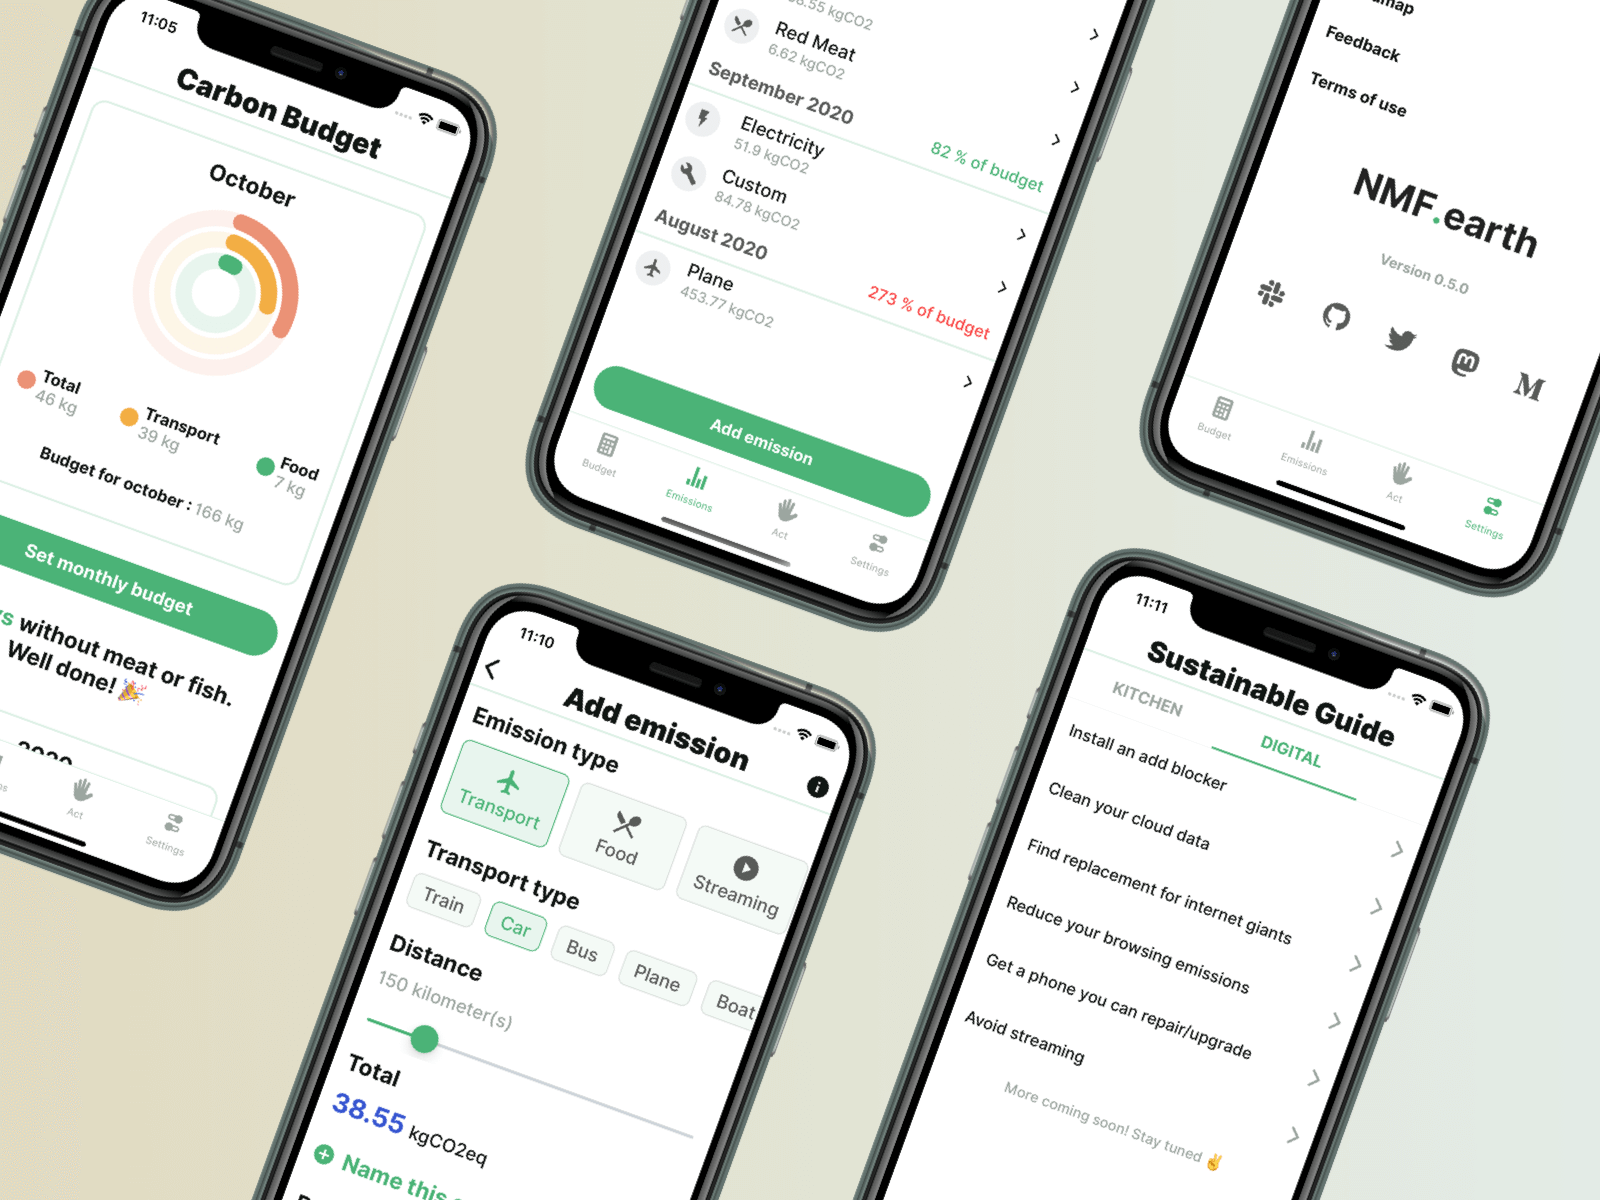 11:05
Carbon Budget
October
Total
46 kg
Transport
39 kg
Food
7 kg
Budget for october : 166 kg
Set monthly budget
without meat or fish.
Well done! 🎉
2020
Act
Settings
38.55 kgCO2
Red Meat
6.62 kgCO2
September 2020
82 % of budget
Electricity
51.9 kgCO2
Custom
84.78 kgCO2
August 2020
273 % of budget
Plane
453.77 kgCO2
Add emission
Budget
Emissions
Act
Settings
Feedback
Terms of use
NMF.earth
Version 0.5.0
Budget
Emissions
Act
Settings
11:10
Add emission
Emission type
Transport
Food
Streaming
Transport type
Train
Car
Bus
Plane
Boat
Distance
150 kilometer(s)
Total
38.55 kgCO2eq
Name this
11:11
Sustainable Guide
KITCHEN
DIGITAL
Install an add blocker
Clean your cloud data
Find replacement for internet giants
Reduce your browsing emissions
Get a phone you can repair/upgrade
Avoid streaming
More coming soon! Stay tuned ✌️